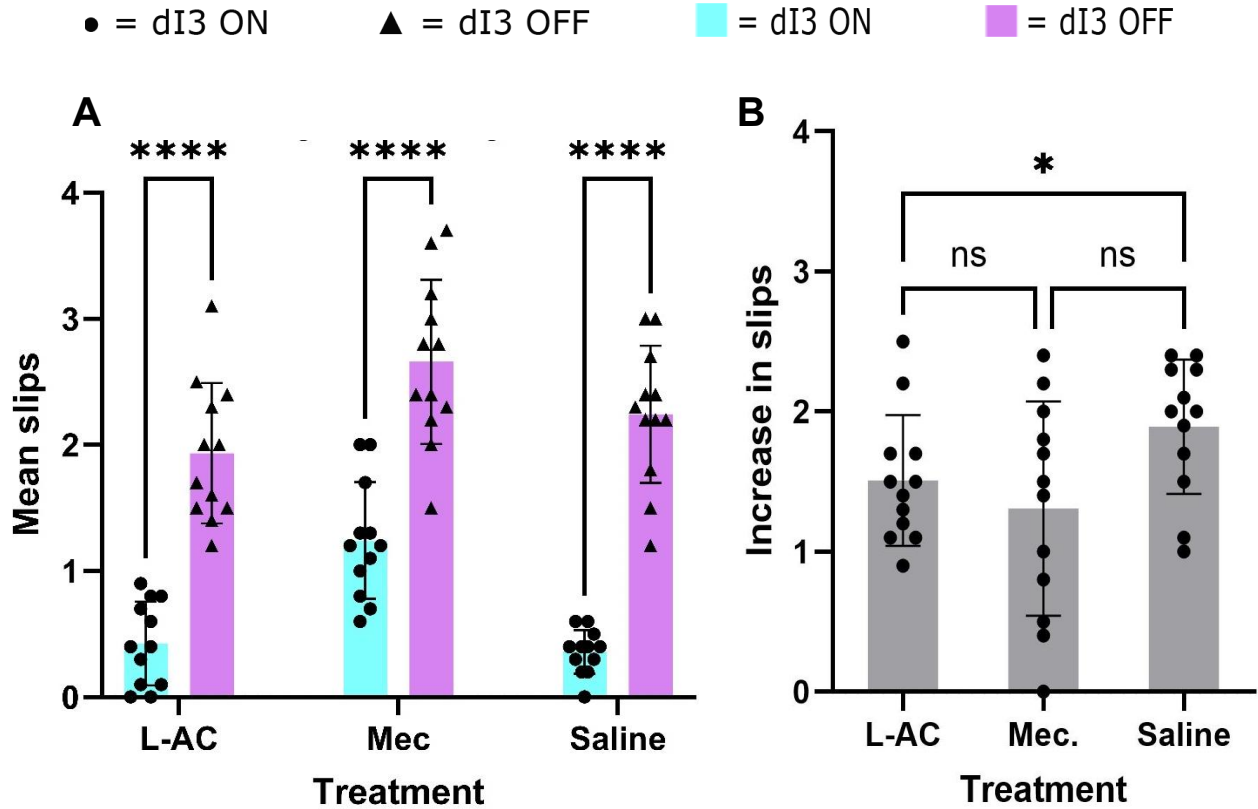 ● = dI3 ON ▲ = dI3 OFF = dI3 ON = dI3 OFF
A
**** **** ****
4
3
2
1
0
Mean slips
L-AC Mec Saline
Treatment
B
*
ns ns
4
3
2
1
0
Increase in slips
L-AC Mec. Saline
Treatment